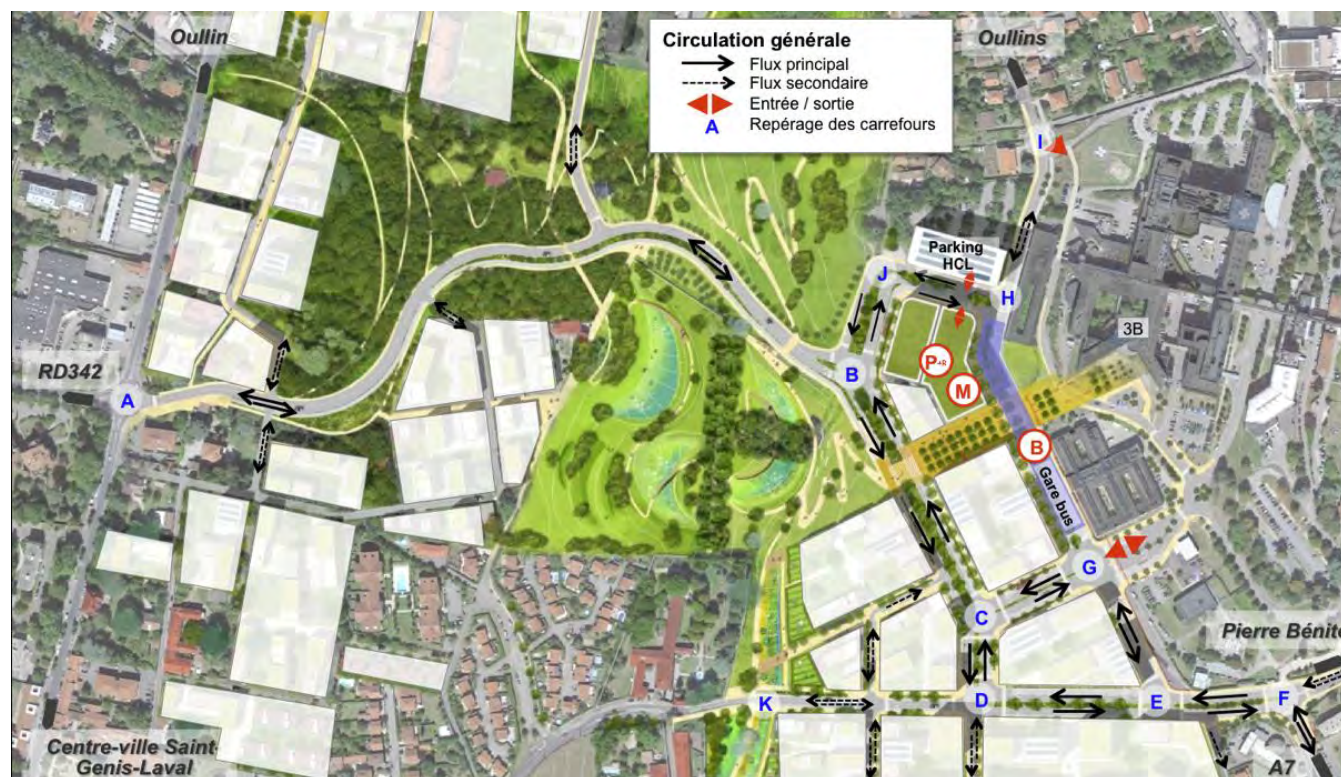 Oullin
Oullins
Circulation générale
Flux principal
Flux secondaire
Entrée / sortie
A Repérage des carrefours
I
Parking
HCL
J
H
3B
RD342
A
B
P+R
M
B
Gare bus
G
C
Pierre Bénite
K
D
E
F
Centre-ville Saint-
Genis-Laval
A7